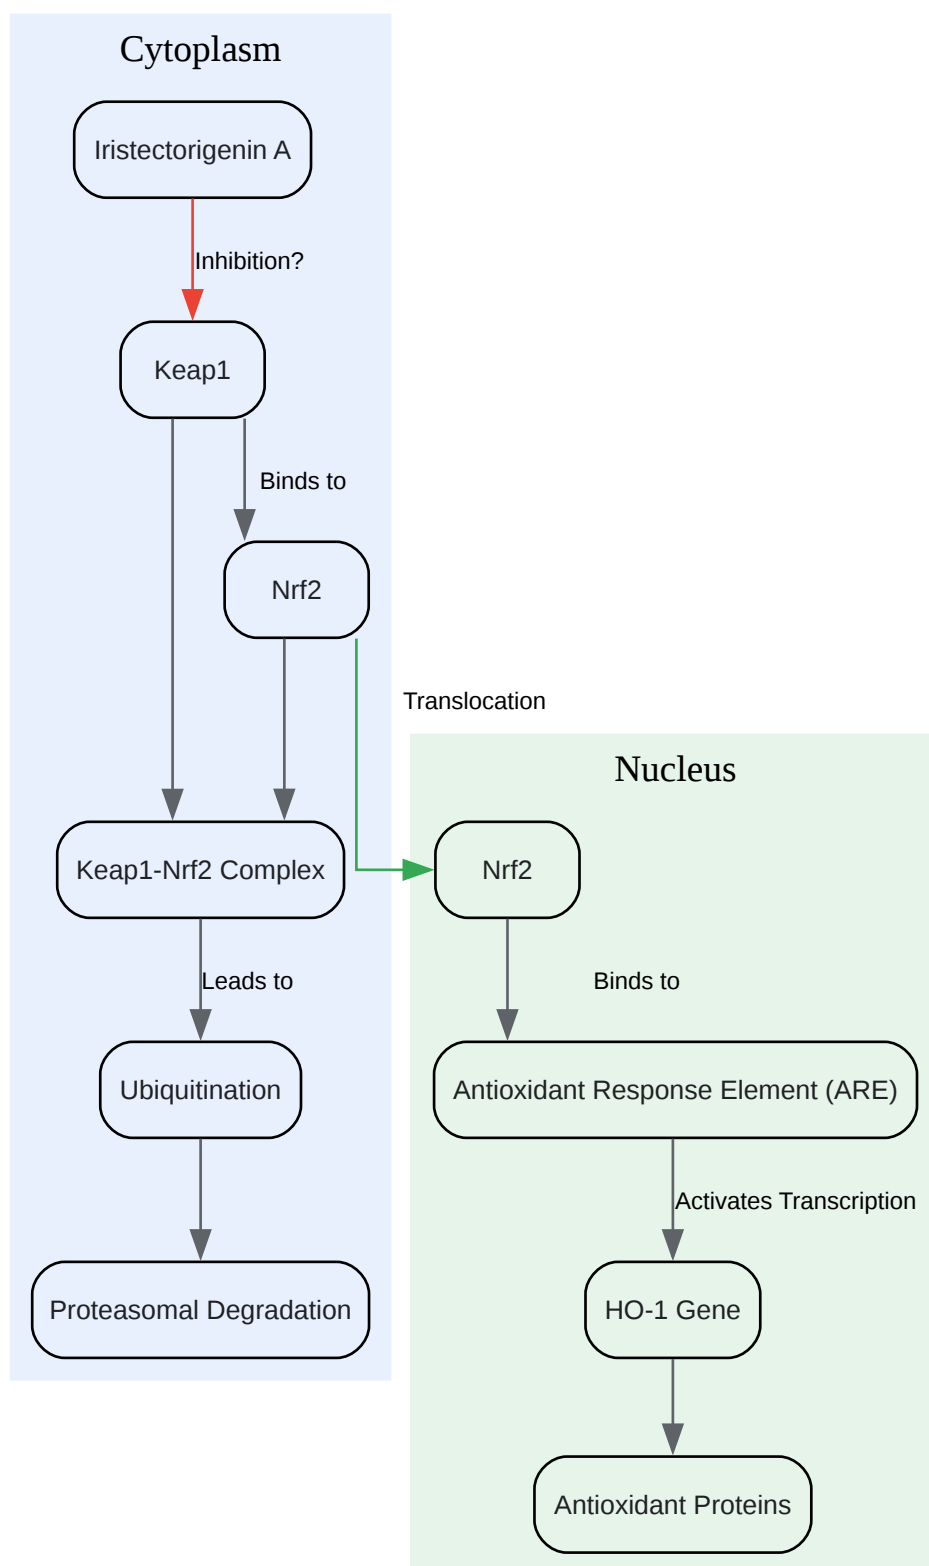 Cytoplasm
Iristectorigenin A
Inhibition?
Keap1
Binds to
Nrf2
Translocation
Nucleus
Keap1-Nrf2 Complex
Nrf2
Leads to
Binds to
Ubiquitination
Antioxidant Response Element (ARE)
Activates Transcription
Proteasomal Degradation
HO-1 Gene
Antioxidant Proteins